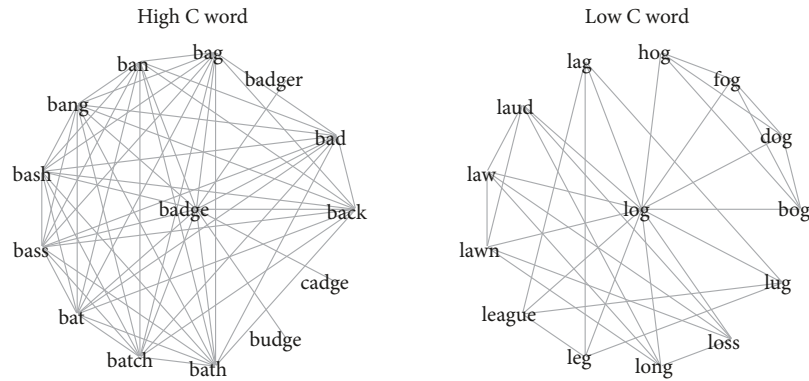 High C word
bag
ban
badger
bang
bad
bash
badge
back
bass
cadge
bat
budge
batch
bath
Low C word
hog
lag
fog
laud
dog
law
log
bog
lawn
lug
league
loss
leg
long